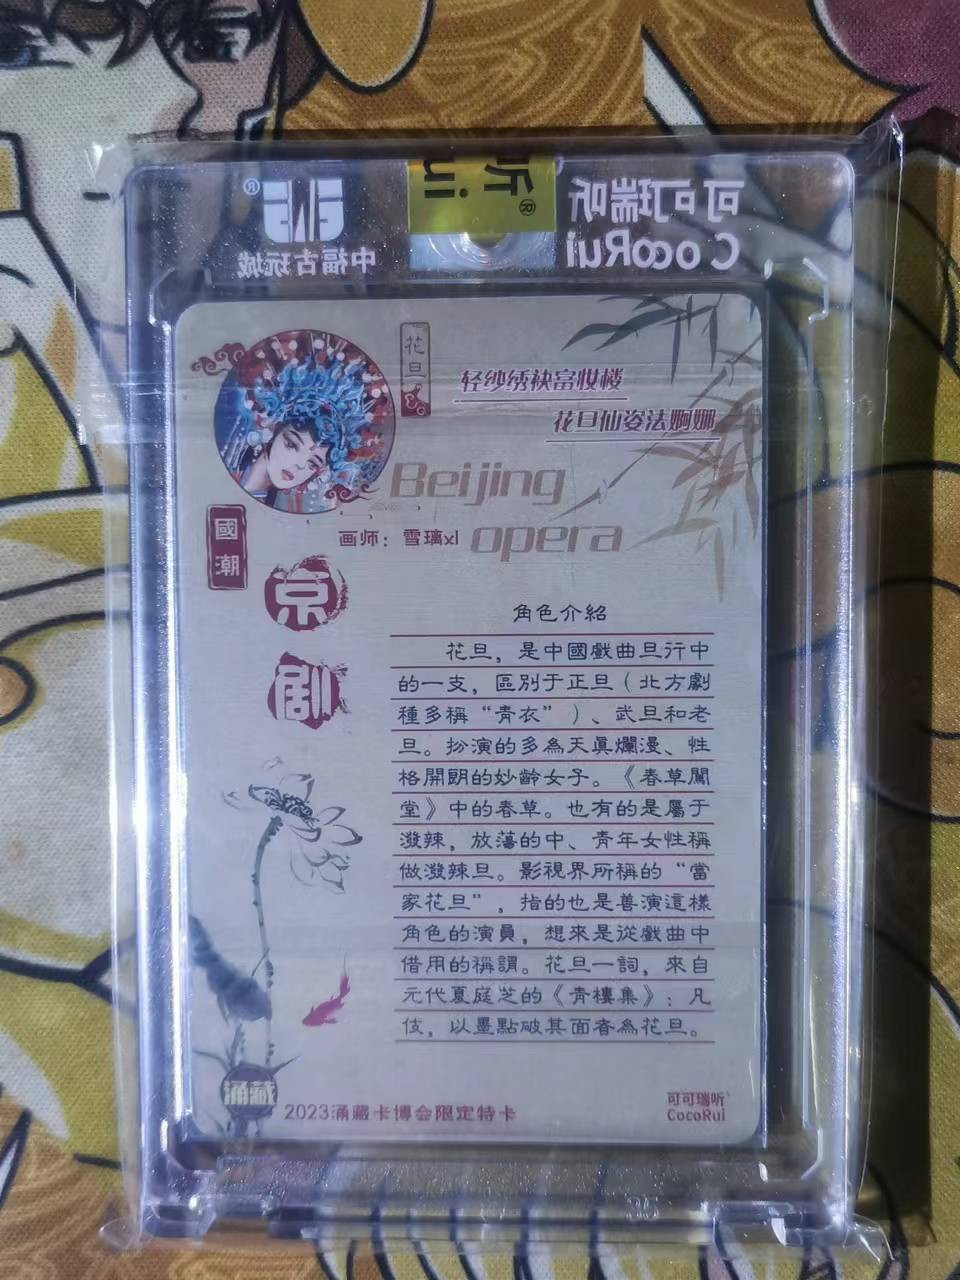 听
ui
®
®
中福古玩城
可可瑞听
CocoRui
花旦
轻纱绣袂富妆楼
花旦仙姿法婀娜
Beijing
opera
画师：雪璃xl
國潮
京
剧
角色介紹
花旦，是中國戲曲旦行中
的一支，區別于正旦（北方劇
種多稱“青衣”）、武旦和老
旦。扮演的多為天真爛漫、性
格開朗的妙齡女子。《春草闖
堂》中的春草。也有的是屬于
潑辣，放蕩的中、青年女性稱
做潑辣旦。影視界所稱的“當
家花旦”，指的也是善演這樣
角色的演員，想來是從戲曲中
借用的稱謂。花旦一詞，來自
元代夏庭芝的《青樓集》：凡
伎，以墨點破其面者為花旦。
涌藏
2023涌藏卡博会限定特卡
可可瑞听
CocoRui